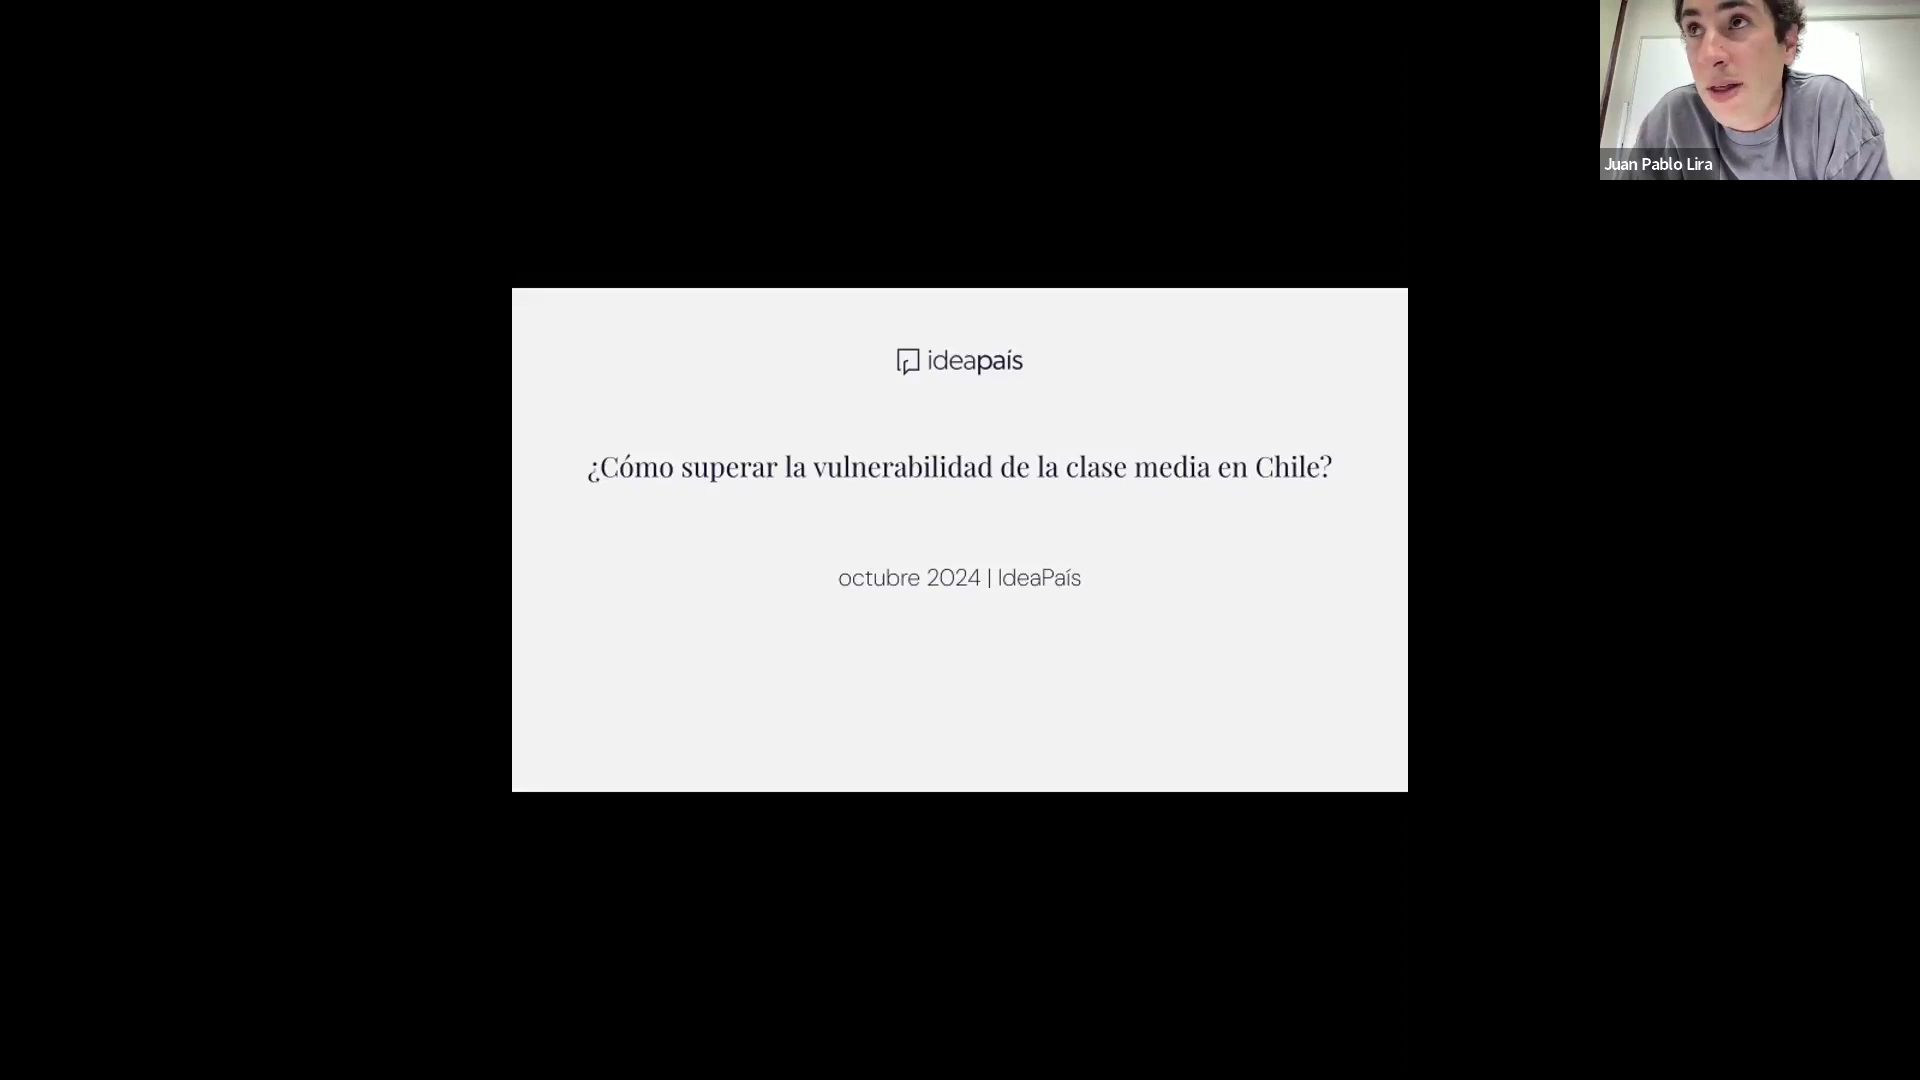 Juan Pablo Lira
ideapaís
¿Cómo superar la vulnerabilidad de la clase media en Chile?
octubre 2024 | IdeaPaís